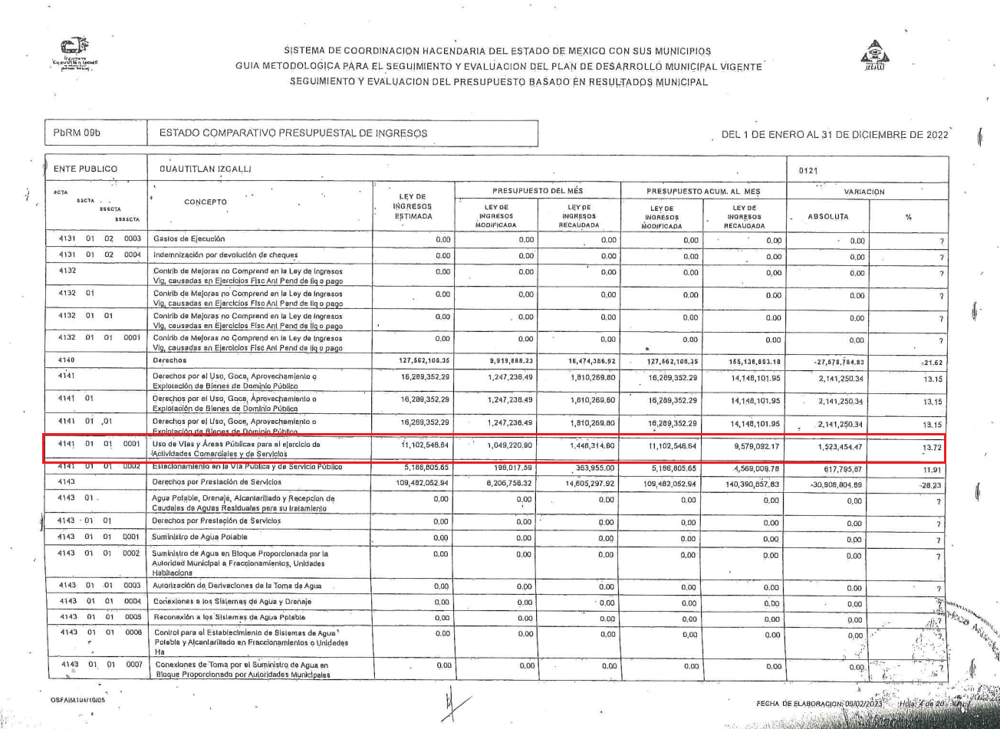 SISTEMA DE COORDINACION HACENDARIA DEL ESTADO DE MEXICO CON SUS MUNICIPIOS
GUIA METODOLOGICA PARA EL SEGUIMIENTO Y EVALUACION DEL PLAN DE DESARROLLO MUNICIPAL VIGENTE
SEGUIMIENTO Y EVALUACION DEL PRESUPUESTO BASADO EN RESULTADOS MUNICIPAL
PbRM 09b ESTADO COMPARATIVO PRESUPUESTAL DE INGRESOS DEL 1 DE ENERO AL 31 DE DICIEMBRE DE 2022
ENTE PUBLICO CUAUTITLAN IZCALLI 0121
SCTA SSCTA SSSCTA SSSSCTA CONCEPTO LEY DE INGRESOS ESTIMADA PRESUPUESTO DEL MES PRESUPUESTO ACUM. AL MES VARIACION
LEY DE INGRESOS MODIFICADA LEY DE INGRESOS RECAUDADA LEY DE INGRESOS MODIFICADA LEY DE INGRESOS RECAUDADA ABSOLUTA %
4131 01 02 0003 Gastos de Ejecución 0.00 0.00 0.00 0.00 0.00 0.00 ?
4131 01 02 0004 Indemnización por devolución de cheques 0.00 0.00 0.00 0.00 0.00 0.00 ?
4132 Contrib de Mejoras no Comprend en la Ley de Ingresos 0.00 0.00 0.00 0.00 0.00 0.00 ?
Vig, causadas en Ejercicios Fisc Ant Pend de liq o pago
4132 01 Contrib de Mejoras no Comprend en la Ley de Ingresos 0.00 0.00 0.00 0.00 0.00 0.00 ?
Vig, causadas en Ejercicios Fisc Ant Pend de liq o pago
4132 01 01 Contrib de Mejoras no Comprend en la Ley de Ingresos 0.00 0.00 0.00 0.00 0.00 0.00 ?
Vig, causadas en Ejercicios Fisc Ant Pend de liq o pago
4132 01 01 0001 Contrib de Mejoras no Comprend en la Ley de Ingresos 0.00 0.00 0.00 0.00 0.00 0.00 ?
Vig, causadas en Ejercicios Fisc Ant Pend de liq o pago
4140 Derechos 127,562,108.35 9,919,888.23 16,474,356.92 127,562,108.35 155,138,893.18 -27,576,784.83 -21.62
4141 Derechos por el Uso, Goce, Aprovechamiento o 16,289,352.29 1,247,238.49 1,810,269.80 16,289,352.29 14,148,101.95 2,141,250.34 13.15
Explotación de Bienes de Dominio Público
4141 01 Derechos por el Uso, Goce, Aprovechamiento o 16,289,352.29 1,247,238.49 1,810,269.80 16,289,352.29 14,148,101.95 2,141,250.34 13.15
Explotación de Bienes de Dominio Público
4141 01 01 Derechos por el Uso, Goce, Aprovechamiento o 16,289,352.29 1,247,238.49 1,810,269.80 16,289,352.29 14,148,101.95 2,141,250.34 13.15
Explotación de Bienes de Dominio Público
4141 01 01 0001 Uso de Vías y Áreas Públicas para el ejercicio de 11,102,546.64 1,049,220.90 1,446,314.80 11,102,546.64 9,579,092.17 1,523,454.47 13.72
Actividades Comerciales y de Servicios
4141 01 01 0002 Estacionamiento en la Vía Pública y de Servicio Público 5,186,805.65 198,017.59 363,955.00 5,186,805.65 4,569,009.78 617,795.87 11.91
4143 Derechos por Prestación de Servicios 109,482,052.94 8,206,758.32 14,605,297.92 109,482,052.94 140,390,857.83 -30,908,804.89 -28.23
4143 01 Agua Potable, Drenaje, Alcantarillado y Recepcion de 0.00 0.00 0.00 0.00 0.00 0.00 ?
Caudales de Aguas Residuales para su tratamiento
4143 01 01 Derechos por Prestación de Servicios 0.00 0.00 0.00 0.00 0.00 0.00 ?
4143 01 01 0001 Suministro de Agua Potable 0.00 0.00 0.00 0.00 0.00 0.00 ?
4143 01 01 0002 Suministro de Agua en Bloque Proporcionada por la 0.00 0.00 0.00 0.00 0.00 0.00 ?
Autoridad Municipal a Fraccionamientos, Unidades
Habitaciona
4143 01 01 0003 Autorización de Derivaciones de la Toma de Agua 0.00 0.00 0.00 0.00 0.00 0.00 ?
4143 01 01 0004 Conexiones a los Sistemas de Agua y Drenaje 0.00 0.00 0.00 0.00 0.00 0.00 ?
4143 01 01 0005 Reconexión a los Sistemas de Agua Potable 0.00 0.00 0.00 0.00 0.00 0.00 ?
4143 01 01 0006 Control para el Establecimiento de Sistemas de Agua 0.00 0.00 0.00 0.00 0.00 0.00 ?
Potable y Alcantarillado en Fraccionamientos o Unidades
Ha
4143 01 01 0007 Conexiones de Toma por el Suministro de Agua en 0.00 0.00 0.00 0.00 0.00 0.00 ?
Bloque Proporcionado por Autoridades Municipales
OSFAIM104/10/05 FECHA DE ELABORACION: 09/02/2023 Hoja: 4 de 20